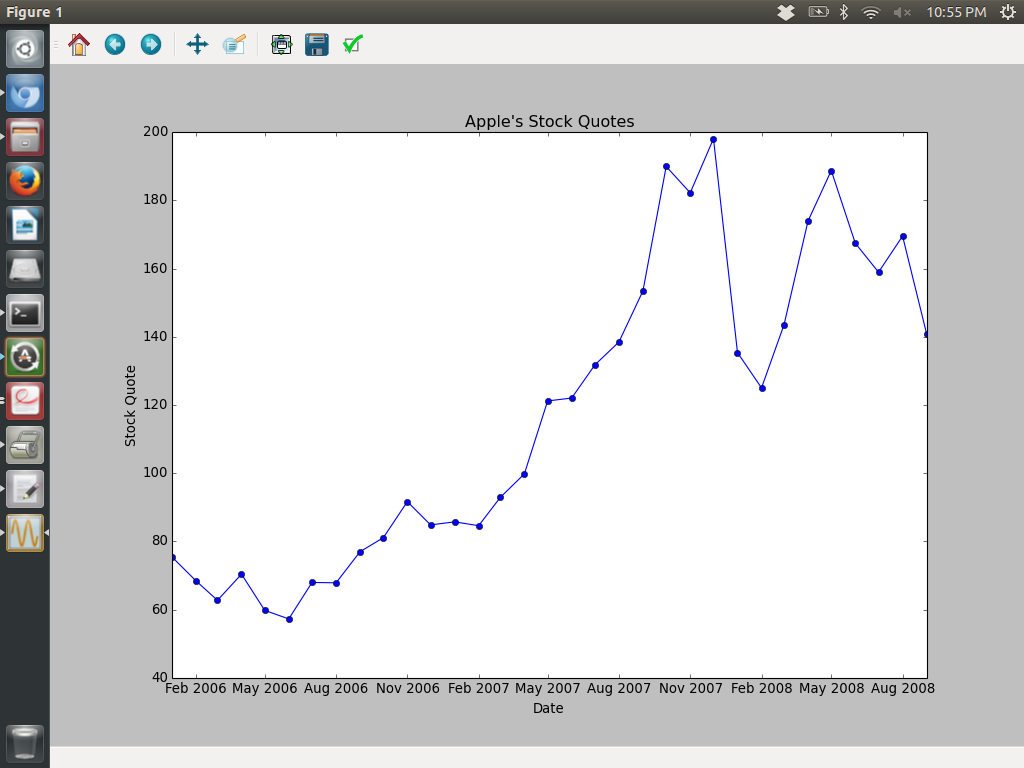 Figure 1
10:55 PM
Apple's Stock Quotes
200
180
160
140
120
100
80
60
40
Stock Quote
Feb 2006 May 2006 Aug 2006 Nov 2006 Feb 2007 May 2007 Aug 2007 Nov 2007 Feb 2008 May 2008 Aug 2008
Date